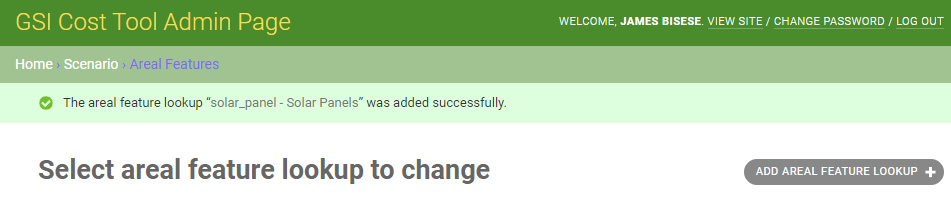 GSI Cost Tool Admin Page
WELCOME, JAMES BISESE. VIEW SITE / CHANGE PASSWORD / LOG OUT
Home › Scenario › Areal Features
The areal feature lookup “solar_panel - Solar Panels” was added successfully.
Select areal feature lookup to change
ADD AREAL FEATURE LOOKUP +